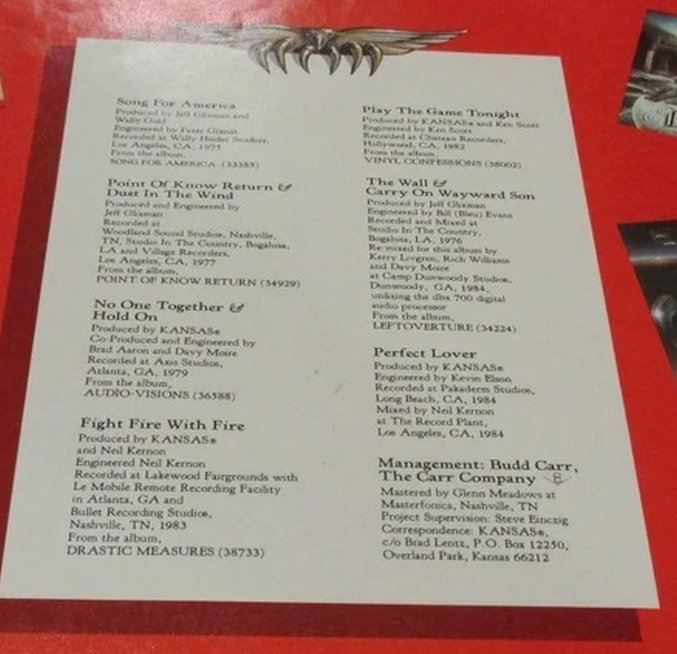 Song For America
Produced by Jeff Glixman and
Wally Gold
Engineered by Fran Granat
Recorded at Wally Heider Studios,
Los Angeles, CA, 1975
From the album,
SONG FOR AMERICA (33385)
Point Of Know Return &
Dust In The Wind
Produced and Engineered by
Jeff Glixman
Recorded at
Woodland Sound Studios, Nashville,
TN, Studio In The Country, Bogalusa,
LA and Village Recorders,
Los Angeles, CA, 1977
From the album,
POINT OF KNOW RETURN (34929)
No One Together &
Hold On
Produced by KANSAS®
Co-Produced and Engineered by
Brad Aaron and Davy Moire
Recorded at Axis Studios,
Atlanta, GA, 1979
From the album,
AUDIO-VISIONS (36588)
Fight Fire With Fire
Produced by KANSAS®
and Neil Kernon
Engineered Neil Kernon
Recorded at Lakewood Fairgrounds with
Le Mobile Remote Recording Facility
in Atlanta, GA and
Bullet Recording Studios,
Nashville, TN, 1983
From the album,
DRASTIC MEASURES (38733)
Play The Game Tonight
Produced by KANSAS® and Ken Scott
Engineered by Ken Scott
Recorded at Chateau Recorders,
Hollywood, CA, 1982
From the album,
VINYL CONFESSIONS (38002)
The Wall &
Carry On Wayward Son
Produced by Jeff Glixman
Engineered by Bill (Bleu) Evans
Recorded and Mixed at
Studio In The Country,
Bogalusa, LA, 1976
Re-mixed for this album by
Kerry Livgren, Rich Williams
and Davy Moire
at Camp Dunwoody Studios,
Dunwoody, GA, 1984,
utilizing the dbx 700 digital
audio processor
From the album,
LEFTOVERTURE (34224)
Perfect Lover
Produced by KANSAS®
Engineered by Kevin Elson
Recorded at Pakaderm Studios,
Long Beach, CA, 1984
Mixed by Neil Kernon
at The Record Plant,
Los Angeles, CA, 1984
Management: Budd Carr,
The Carr Company
Mastered by Glenn Meadows at
Masterfonics, Nashville, TN
Project Supervision: Steve Einczig
Correspondence: KANSAS®,
c/o Brad Lentz, P.O. Box 12250,
Overland Park, Kansas 66212